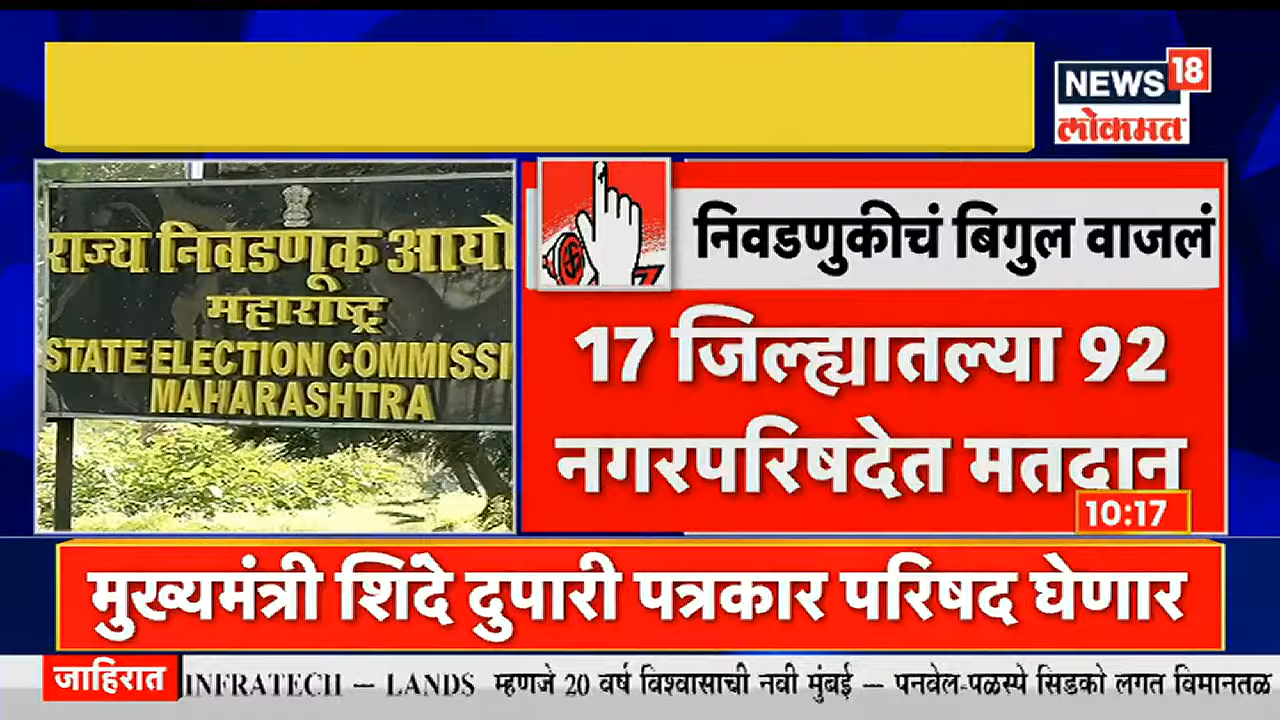 NEWS 18
लोकमत
राज्य निवडणूक आयो
महाराष्ट्र
STATE ELECTION COMMISSI
MAHARASHTRA
निवडणुकीचं बिगुल वाजलं
17 जिल्ह्यातल्या 92
नगरपरिषदेत मतदान
10:17
मुख्यमंत्री शिंदे दुपारी पत्रकार परिषद घेणार
जाहिरात INFRATECH – LANDS म्हणजे 20 वर्ष विश्वासाची नवी मुंबई – पनवेल-पळस्पे सिडको लगत विमानतळ